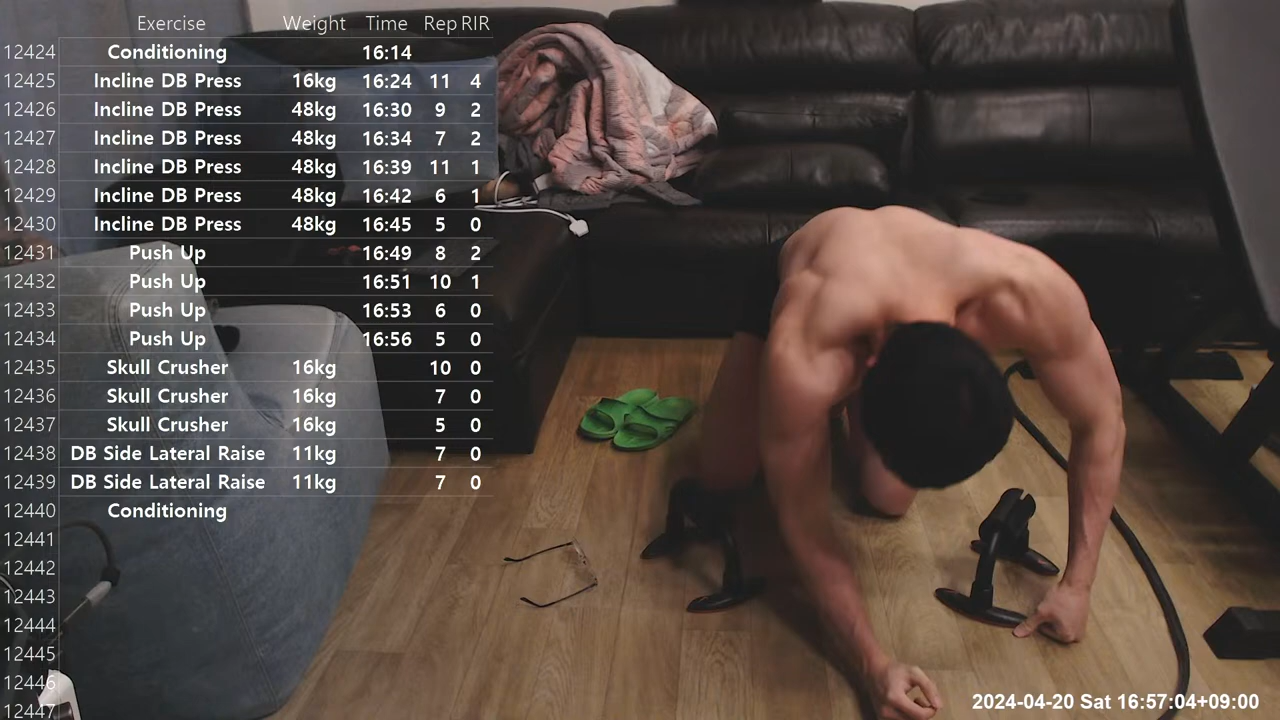 Exercise Weight Time Rep RIR
12424 Conditioning 16:14
12425 Incline DB Press 16kg 16:24 11 4
12426 Incline DB Press 48kg 16:30 9 2
12427 Incline DB Press 48kg 16:34 7 2
12428 Incline DB Press 48kg 16:39 11 1
12429 Incline DB Press 48kg 16:42 6 1
12430 Incline DB Press 48kg 16:45 5 0
12431 Push Up 16:49 8 2
12432 Push Up 16:51 10 1
12433 Push Up 16:53 6 0
12434 Push Up 16:56 5 0
12435 Skull Crusher 16kg 10 0
12436 Skull Crusher 16kg 7 0
12437 Skull Crusher 16kg 5 0
12438 DB Side Lateral Raise 11kg 7 0
12439 DB Side Lateral Raise 11kg 7 0
12440 Conditioning
12441
12442
12443
12444
12445
12446
12447
2024-04-20 Sat 16:57:04+09:00